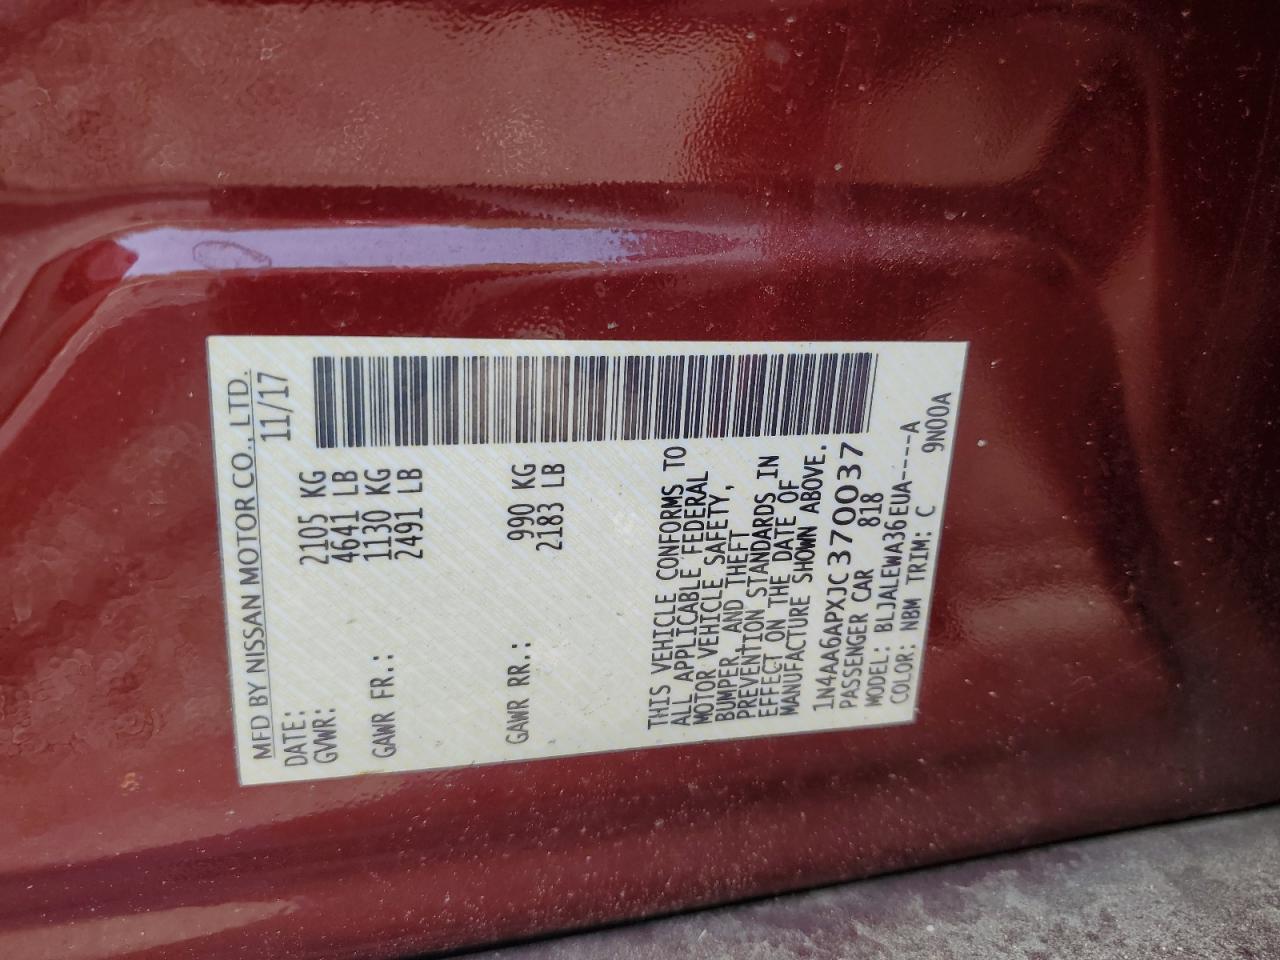 MFD BY NISSAN MOTOR CO., LTD.
DATE: 11/17
GVWR: 2105 KG
4641 LB
GAWR FR.: 1130 KG
2491 LB
GAWR RR.: 990 KG
2183 LB
THIS VEHICLE CONFORMS TO
ALL APPLICABLE FEDERAL
MOTOR VEHICLE SAFETY,
BUMPER, AND THEFT
PREVENTION STANDARDS IN
EFFECT ON THE DATE OF
MANUFACTURE SHOWN ABOVE.
1N4AA6APXJC370037
PASSENGER CAR 818
MODEL: BLJALEWA36EUA----A
COLOR: NBM TRIM: C 9N00A